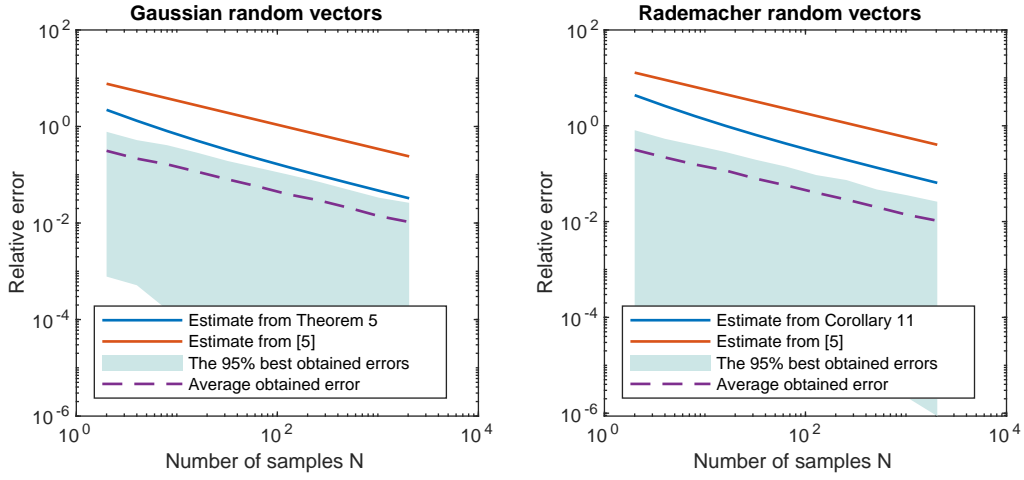 Gaussian random vectors
10^2
10^0
10^-2
10^-4
10^-6
Relative error
Estimate from Theorem 5
Estimate from [5]
The 95% best obtained errors
Average obtained error
10^0
10^2
10^4
Number of samples N
Rademacher random vectors
10^2
10^0
10^-2
10^-4
10^-6
Relative error
Estimate from Corollary 11
Estimate from [5]
The 95% best obtained errors
Average obtained error
10^0
10^2
10^4
Number of samples N